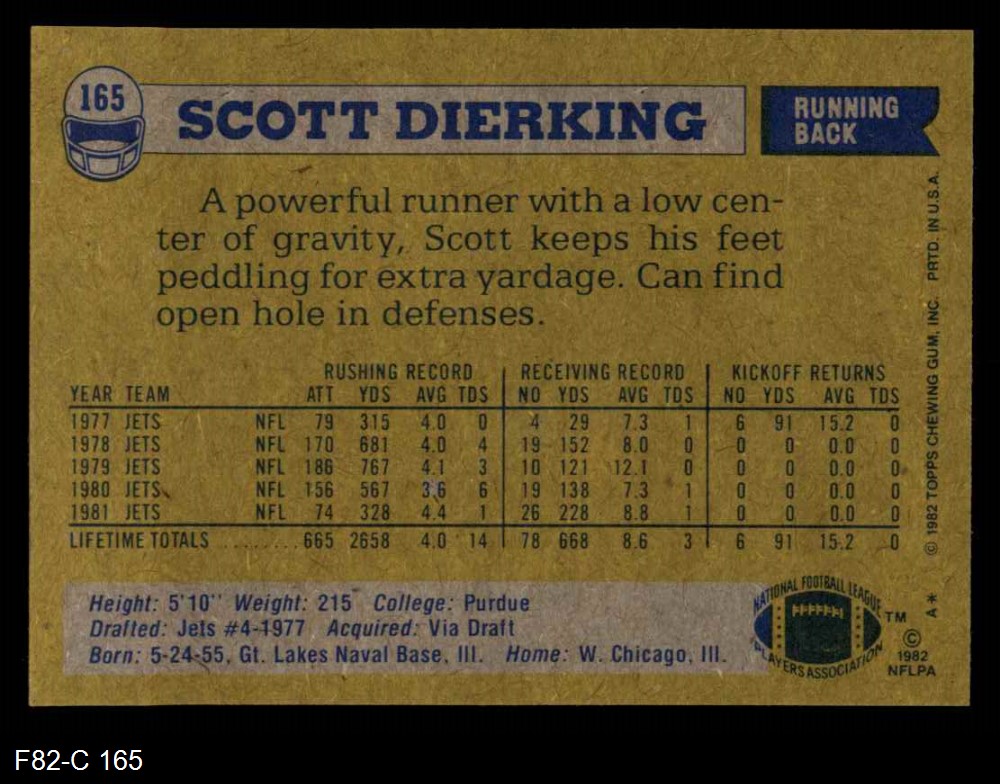 165
SCOTT DIERKING
RUNNING
BACK
A powerful runner with a low cen-
ter of gravity, Scott keeps his feet
peddling for extra yardage. Can find
open hole in defenses.
RUSHING RECORD RECEIVING RECORD KICKOFF RETURNS
YEAR TEAM ATT YDS AVG TDS NO YDS AVG TDS NO YDS AVG TDS
1977 JETS NFL 79 315 4.0 0 4 29 7.3 1 6 91 15.2 0
1978 JETS NFL 170 681 4.0 4 19 152 8.0 0 0 0 0.0 0
1979 JETS NFL 186 767 4.1 3 10 121 12.1 0 0 0 0.0 0
1980 JETS NFL 156 567 3.6 6 19 138 7.3 1 0 0 0.0 0
1981 JETS NFL 74 328 4.4 1 26 228 8.8 1 0 0 0.0 0
LIFETIME TOTALS ......... 665 2658 4.0 14 78 668 8.6 3 6 91 15.2 0
Height: 5'10" Weight: 215 College: Purdue
Drafted: Jets #4-1977 Acquired: Via Draft
Born: 5-24-55, Gt. Lakes Naval Base, Ill. Home: W. Chicago, Ill.
NATIONAL FOOTBALL LEAGUE
PLAYERS ASSOCIATION
TM
©
1982
NFLPA
A*
© 1982 TOPPS CHEWING GUM, INC. PRTD. IN U.S.A.
F82-C 165